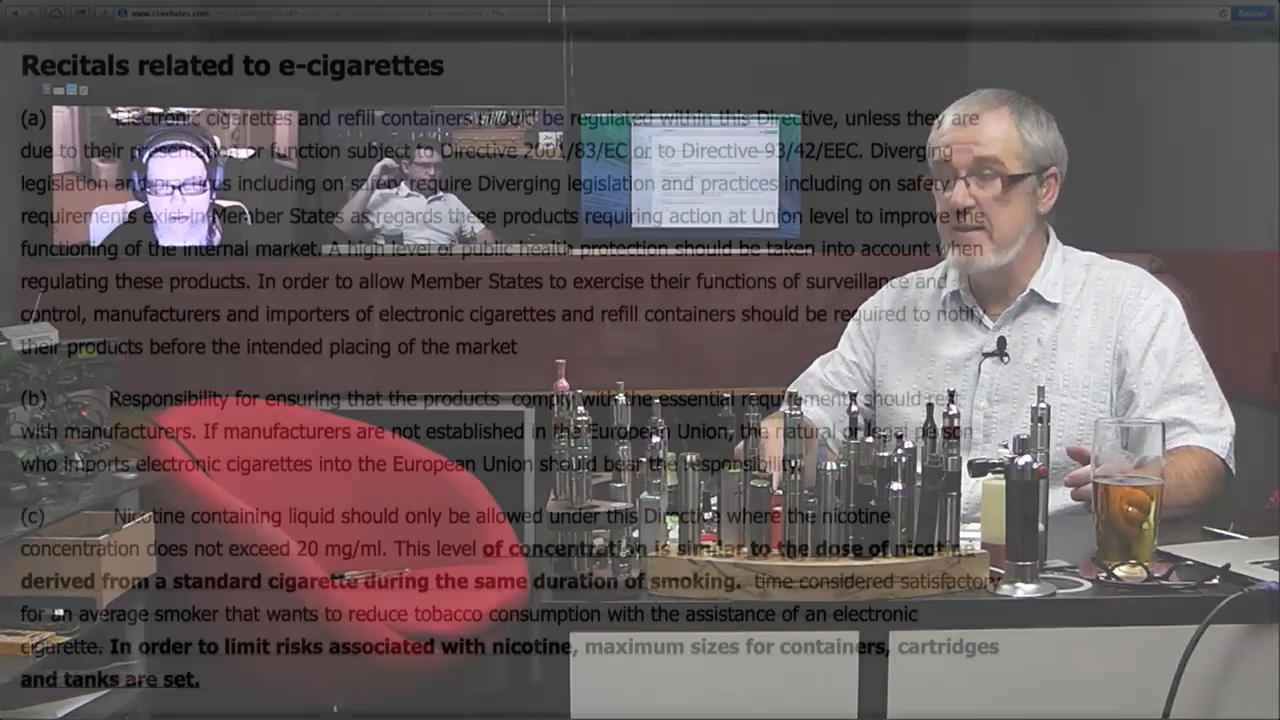 www.clivebates.com
Reader
Recitals related to e-cigarettes
(a) Electronic cigarettes and refill containers should be regulated within this Directive, unless they are
due to their presentation or function subject to Directive 2001/83/EC or to Directive 93/42/EEC. Diverging
legislation and practices including on safety require Diverging legislation and practices including on safety
requirements exist in Member States as regards these products requiring action at Union level to improve the
functioning of the internal market. A high level of public health protection should be taken into account when
regulating these products. In order to allow Member States to exercise their functions of surveillance and
control, manufacturers and importers of electronic cigarettes and refill containers should be required to notify
their products before the intended placing of the market
(b) Responsibility for ensuring that the products comply with the essential requirements should rest
with manufacturers. If manufacturers are not established in the European Union, the natural or legal person
who imports electronic cigarettes into the European Union should bear the responsibility.
(c) Nicotine containing liquid should only be allowed under this Directive where the nicotine
concentration does not exceed 20 mg/ml. This level of concentration is similar to the dose of nicotine
derived from a standard cigarette during the same duration of smoking. time considered satisfactory
for an average smoker that wants to reduce tobacco consumption with the assistance of an electronic
cigarette. In order to limit risks associated with nicotine, maximum sizes for containers, cartridges
and tanks are set.